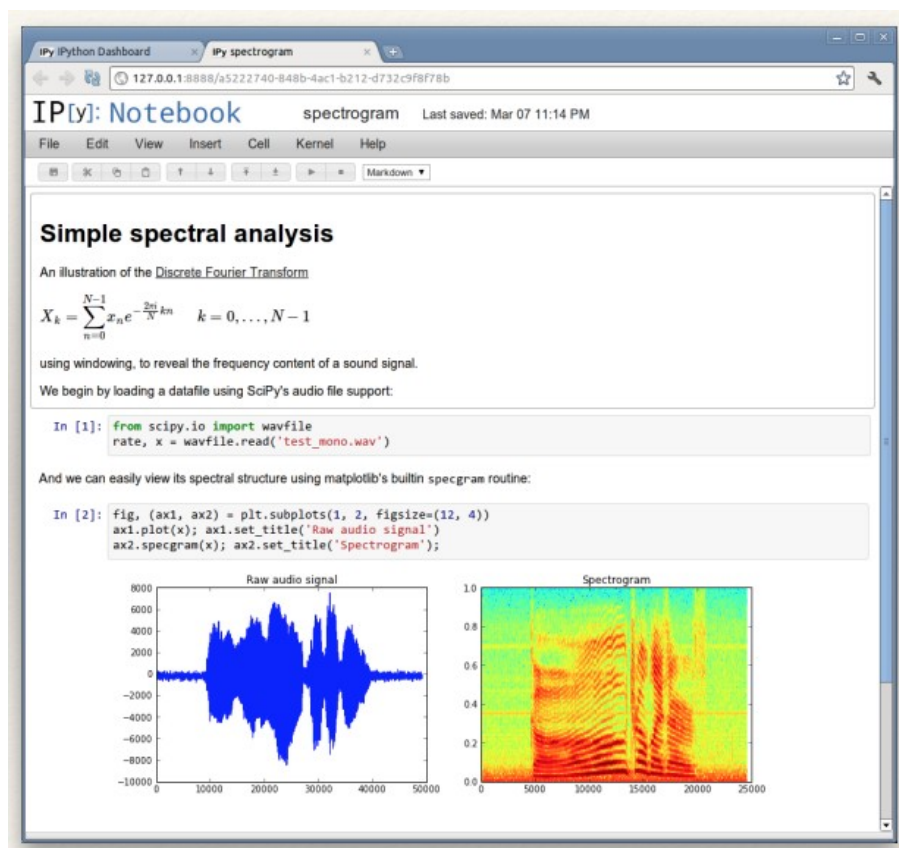 IPy IPython Dashboard × IPy spectrogram ×
127.0.0.1:8888/a5222740-848b-4ac1-b212-d732c9f8f78b
IP[y]: Notebook spectrogram Last saved: Mar 07 11:14 PM
File Edit View Insert Cell Kernel Help
Markdown
Simple spectral analysis
An illustration of the Discrete Fourier Transform
X_k = \sum_{n=0}^{N-1} x_n e^{-\frac{2\pi i}{N} kn} k = 0, . . . , N − 1
using windowing, to reveal the frequency content of a sound signal.
We begin by loading a datafile using SciPy's audio file support:
In [1]: from scipy.io import wavfile
rate, x = wavfile.read('test_mono.wav')
And we can easily view its spectral structure using matplotlib's builtin specgram routine:
In [2]: fig, (ax1, ax2) = plt.subplots(1, 2, figsize=(12, 4))
ax1.plot(x); ax1.set_title('Raw audio signal')
ax2.specgram(x); ax2.set_title('Spectrogram');
Raw audio signal
8000
6000
4000
2000
0
−2000
−4000
−6000
−8000
−10000
0 10000 20000 30000 40000 50000
Spectrogram
1.0
0.8
0.6
0.4
0.2
0.0
0 5000 10000 15000 20000 25000